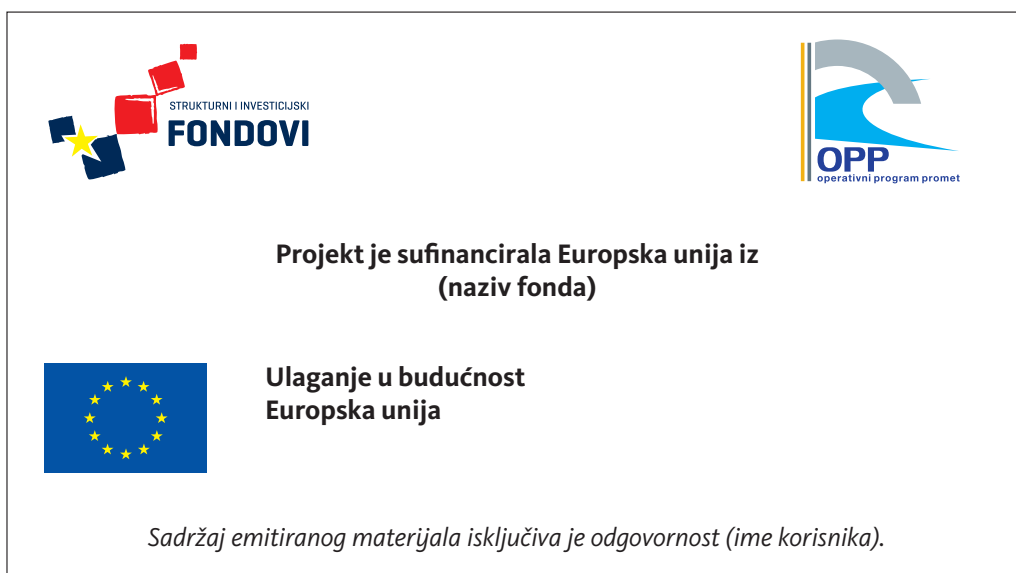 STRUKTURNI I INVESTICIJSKI
FONDOVI
OPP
operativni program promet
Projekt je sufinancirala Europska unija iz
(naziv fonda)
Ulaganje u budućnost
Europska unija
Sadržaj emitiranog materijala isključiva je odgovornost (ime korisnika).